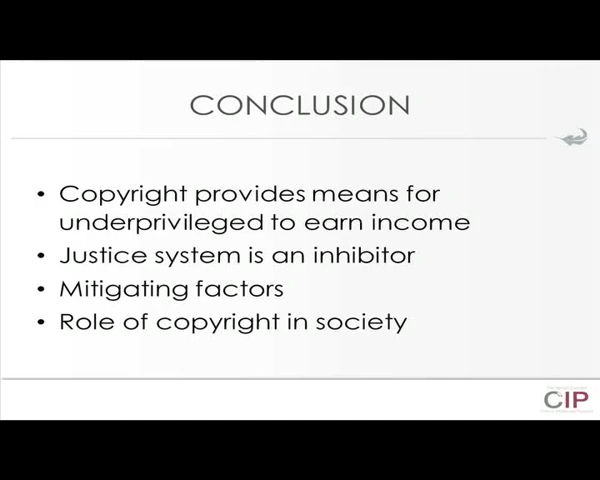 CONCLUSION
• Copyright provides means for
underprivileged to earn income
• Justice system is an inhibitor
• Mitigating factors
• Role of copyright in society
CIP